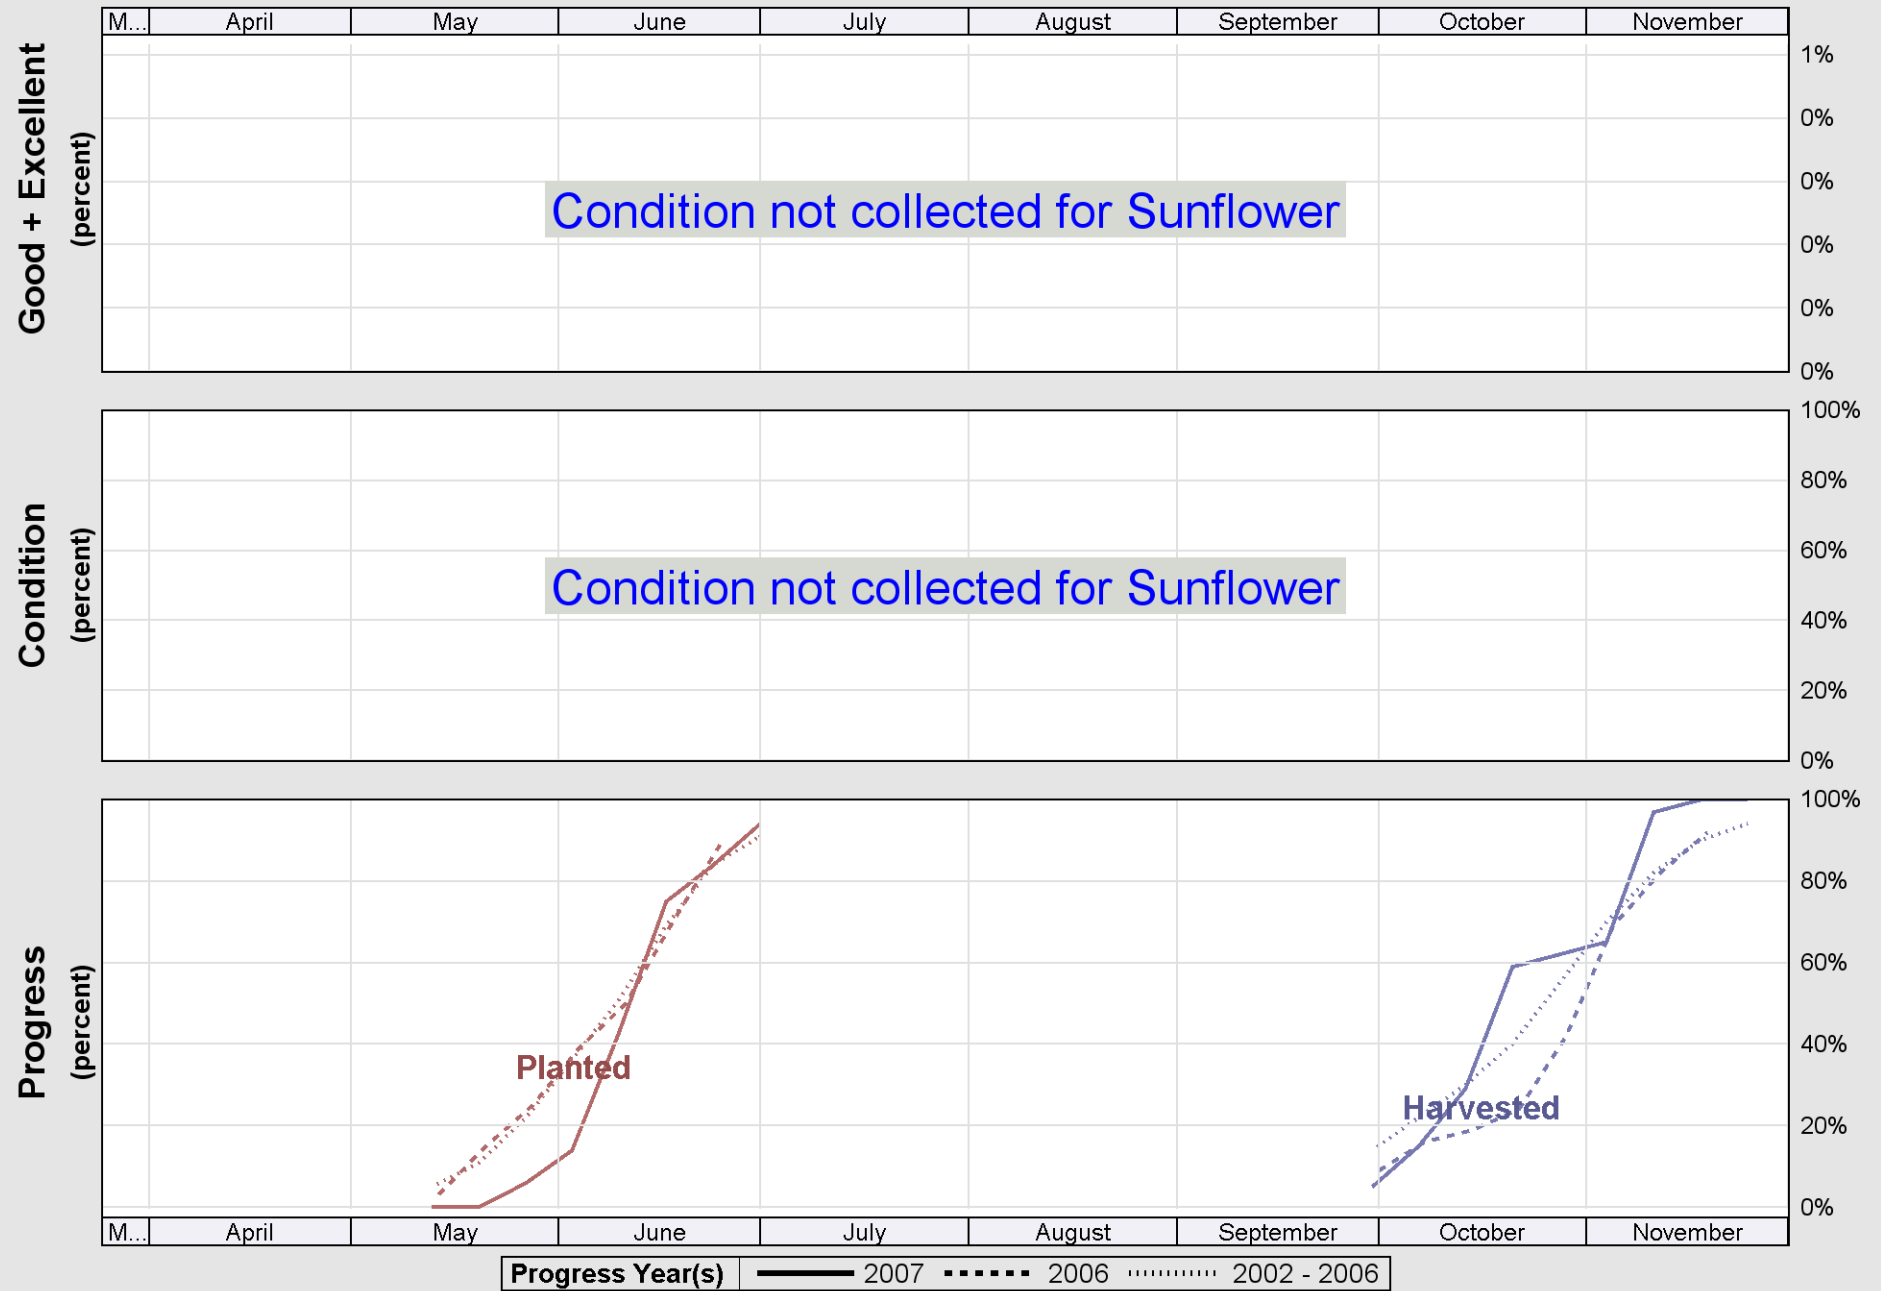 M... April May June July August September October November
Good + Excellent
(percent)
1%
0%
0%
0%
0%
0%
Condition not collected for Sunflower
Condition
(percent)
100%
80%
60%
40%
20%
0%
Condition not collected for Sunflower
Progress
(percent)
100%
80%
60%
40%
20%
0%
Planted
Harvested
M... April May June July August September October November
Progress Year(s) 2007 2006 2002 - 2006